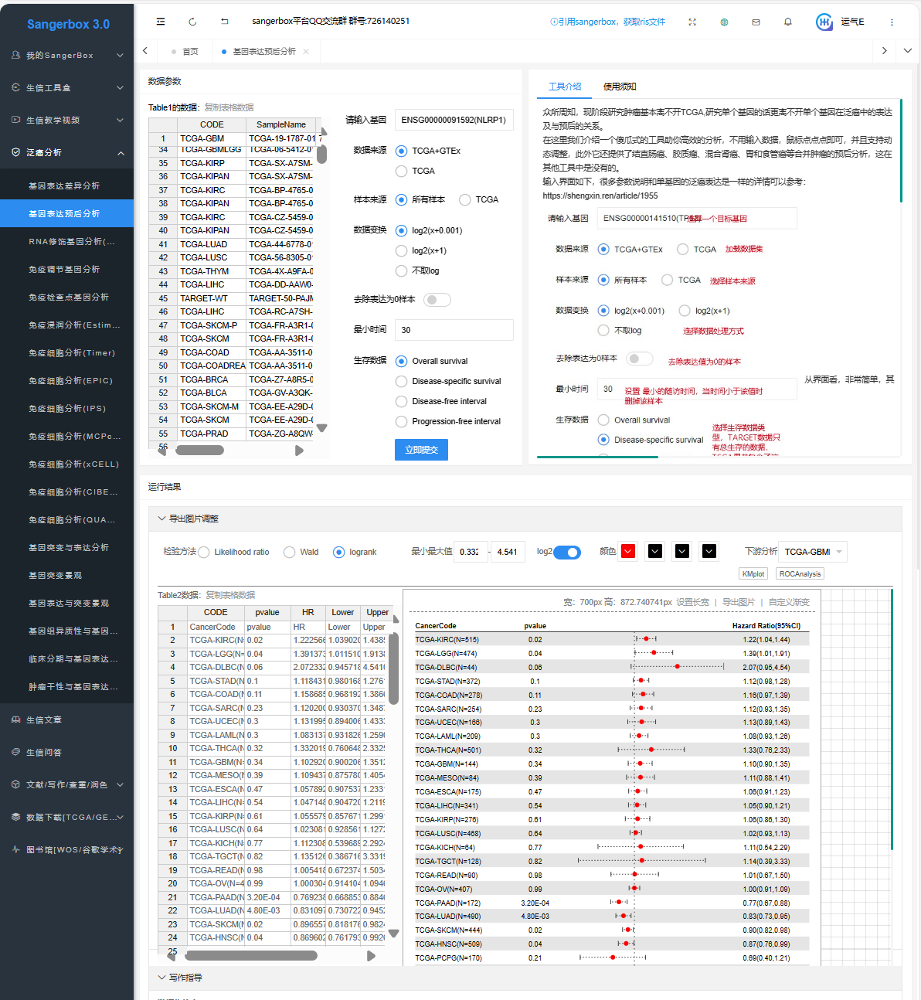 Sangerbox 3.0
我的SangerBox
生信工具盒
生信教学视频
泛癌分析
基因表达差异分析
基因表达预后分析
RNA修饰基因分析(...
免疫调节基因分析
免疫检查点基因分析
免疫浸润分析(Estim...
免疫细胞分析(Timer)
免疫细胞分析(EPIC)
免疫细胞分析(IPS)
免疫细胞分析(MCPc...
免疫细胞分析(xCELL)
免疫细胞分析(CIBE...
免疫细胞分析(QUA...
基因突变与表达分析
基因突变景观
基因表达与突变景观
基因组异质性与基因...
临床分期与基因表达...
肿瘤干性与基因表达...
生信文章
生信问答
文献/写作/查重/润色
数据下载[TCGA/GE...
图书馆[WOS/谷歌学术]
sangerbox平台QQ交流群 群号:726140251
引用sangerbox，获取ris文件
运气E
首页
基因表达预后分析
数据参数
Table1的数据： 复制表格数据
CODE SampleName
1 TCGA-GBM TCGA-19-1787-01 7
34 TCGA-GBMLGG TCGA-06-5412-01
35 TCGA-KIRP TCGA-SX-A7SM-
36 TCGA-KIPAN TCGA-SX-A7SM-
37 TCGA-KIRC TCGA-BP-4765-0
38 TCGA-KIPAN TCGA-BP-4765-0
39 TCGA-KIRC TCGA-CZ-5459-0
40 TCGA-KIPAN TCGA-CZ-5459-0
41 TCGA-LUAD TCGA-44-6778-01
42 TCGA-LUSC TCGA-56-8305-01
43 TCGA-THYM TCGA-4X-A9FA-0
44 TCGA-LIHC TCGA-DD-AAW0-
45 TARGET-WT TARGET-50-PAJM
46 TCGA-LIHC TCGA-RC-A7SH-
47 TCGA-SKCM-P TCGA-FR-A3R1-0
48 TCGA-SKCM TCGA-FR-A3R1-0
49 TCGA-COAD TCGA-AA-3511-0
50 TCGA-COADREA TCGA-AA-3511-0
51 TCGA-BRCA TCGA-Z7-A8R5-0
52 TCGA-BLCA TCGA-GV-A3QK-
53 TCGA-SKCM-M TCGA-EE-A29D-0
54 TCGA-SKCM TCGA-EE-A29D-0
55 TCGA-PRAD TCGA-ZG-A8QW-
56
请输入基因 ENSG00000091592(NLRP1)
数据来源 TCGA+GTEx
TCGA
样本来源 所有样本 TCGA
数据变换 log2(x+0.001)
log2(x+1)
不取log
去除表达为0样本
最小时间 30
生存数据 Overall survival
Disease-specific survival
Disease-free interval
Progression-free interval
立即提交
工具介绍 使用须知
众所周知，现阶段研究肿瘤基本离不开TCGA,研究单个基因的话更离不开单个基因在泛癌中的表达
及与预后的关系。
在这里我们介绍一个傻瓜式的工具助你高效的分析，不用输入数据，鼠标点点点即可，并且支持动
态调整，此外它还提供了结直肠癌、胶质瘤、混合肾癌、胃和食管癌等合并肿瘤的预后分析，这在
其他工具中是没有的。
输入界面如下，很多参数说明和单基因的泛癌表达是一样的详情可以参考：
https://shengxin.ren/article/1955
请输入基因 ENSG00000141510(TP 选择一个目标基因
数据来源 TCGA+GTEx TCGA 加载数据集
样本来源 所有样本 TCGA 选择样本来源
数据变换 log2(x+0.001) log2(x+1)
不取log 选择数据处理方式
去除表达为0样本 去除表达值为0的样本
最小时间 30 设置 最小的随访时间，当时间小于该值时 从界面看，非常简单，其
删掉该样本
生存数据 Overall survival
Disease-specific survival
选择生存数据类
型，TARGET数据只
有总生存的数据，
运行结果
导出图片调整
检验方法 Likelihood ratio Wald logrank 最小最大值 0.332 - 4.541 log2 颜色 下游分析 TCGA-GBMI
KMplot ROCAnalysis
Table2数据： 复制表格数据
CODE pvalue HR Lower Upper
1 CancerCode pvalue HR Lower Upper
2 TCGA-KIRC(N= 0.02 1.222566 1.039020 1.4385
3 TCGA-LGG(N= 0.04 1.391373 1.011510 1.9138
4 TCGA-DLBC(N 0.06 2.072332 0.945718 4.5410
5 TCGA-STAD(N 0.1 1.118431 0.980168 1.2761
6 TCGA-COAD(N 0.11 1.158685 0.968192 1.3866
7 TCGA-SARC(N 0.23 1.120200 0.930370 1.3487
8 TCGA-UCEC(N 0.3 1.131995 0.894006 1.4333
9 TCGA-LAML(N 0.3 1.083137 0.931826 1.2590
10 TCGA-THCA(N 0.32 1.332019 0.760648 2.3325
11 TCGA-GBM(N= 0.34 1.102920 0.900206 1.3512
12 TCGA-MESO(N 0.39 1.109437 0.875780 1.4054
13 TCGA-ESCA(N 0.47 1.057892 0.907537 1.2331
14 TCGA-LIHC(N= 0.54 1.047148 0.904720 1.2119
15 TCGA-KIRP(N= 0.61 1.055579 0.857671 1.2991
16 TCGA-LUSC(N 0.64 1.023081 0.928561 1.1272
17 TCGA-KICH(N= 0.77 1.112308 0.539689 2.2924
18 TCGA-TGCT(N 0.82 1.135126 0.386716 3.3319
19 TCGA-READ(N 0.98 1.005418 0.672374 1.5034
20 TCGA-OV(N=4 0.99 1.000304 0.914104 1.0946
21 TCGA-PAAD(N 3.20E-04 0.769238 0.668853 0.8846
22 TCGA-LUAD(N 4.80E-03 0.831097 0.730722 0.9452
23 TCGA-SKCM(N 0.02 0.896557 0.818176 0.9824
24 TCGA-HNSC(N 0.04 0.869602 0.761793 0.9926
25
宽：700px 高：872.740741px 设置长宽 | 导出图片 | 自定义渐变
CancerCode pvalue Hazard Ratio(95%CI)
TCGA-KIRC(N=515) 0.02 1.22(1.04,1.44)
TCGA-LGG(N=474) 0.04 1.39(1.01,1.91)
TCGA-DLBC(N=44) 0.06 2.07(0.95,4.54)
TCGA-STAD(N=372) 0.1 1.12(0.98,1.28)
TCGA-COAD(N=278) 0.11 1.16(0.97,1.39)
TCGA-SARC(N=254) 0.23 1.12(0.93,1.35)
TCGA-UCEC(N=166) 0.3 1.13(0.89,1.43)
TCGA-LAML(N=209) 0.3 1.08(0.93,1.26)
TCGA-THCA(N=501) 0.32 1.33(0.76,2.33)
TCGA-GBM(N=144) 0.34 1.10(0.90,1.35)
TCGA-MESO(N=84) 0.39 1.11(0.88,1.41)
TCGA-ESCA(N=175) 0.47 1.06(0.91,1.23)
TCGA-LIHC(N=341) 0.54 1.05(0.90,1.21)
TCGA-KIRP(N=276) 0.61 1.06(0.86,1.30)
TCGA-LUSC(N=468) 0.64 1.02(0.93,1.13)
TCGA-KICH(N=64) 0.77 1.11(0.54,2.29)
TCGA-TGCT(N=128) 0.82 1.14(0.39,3.33)
TCGA-READ(N=90) 0.98 1.01(0.67,1.50)
TCGA-OV(N=407) 0.99 1.00(0.91,1.09)
TCGA-PAAD(N=172) 3.20E-04 0.77(0.67,0.88)
TCGA-LUAD(N=490) 4.80E-03 0.83(0.73,0.95)
TCGA-SKCM(N=444) 0.02 0.90(0.82,0.98)
TCGA-HNSC(N=509) 0.04 0.87(0.76,0.99)
TCGA-PCPG(N=170) 0.21 0.69(0.40,1.21)
写作指导